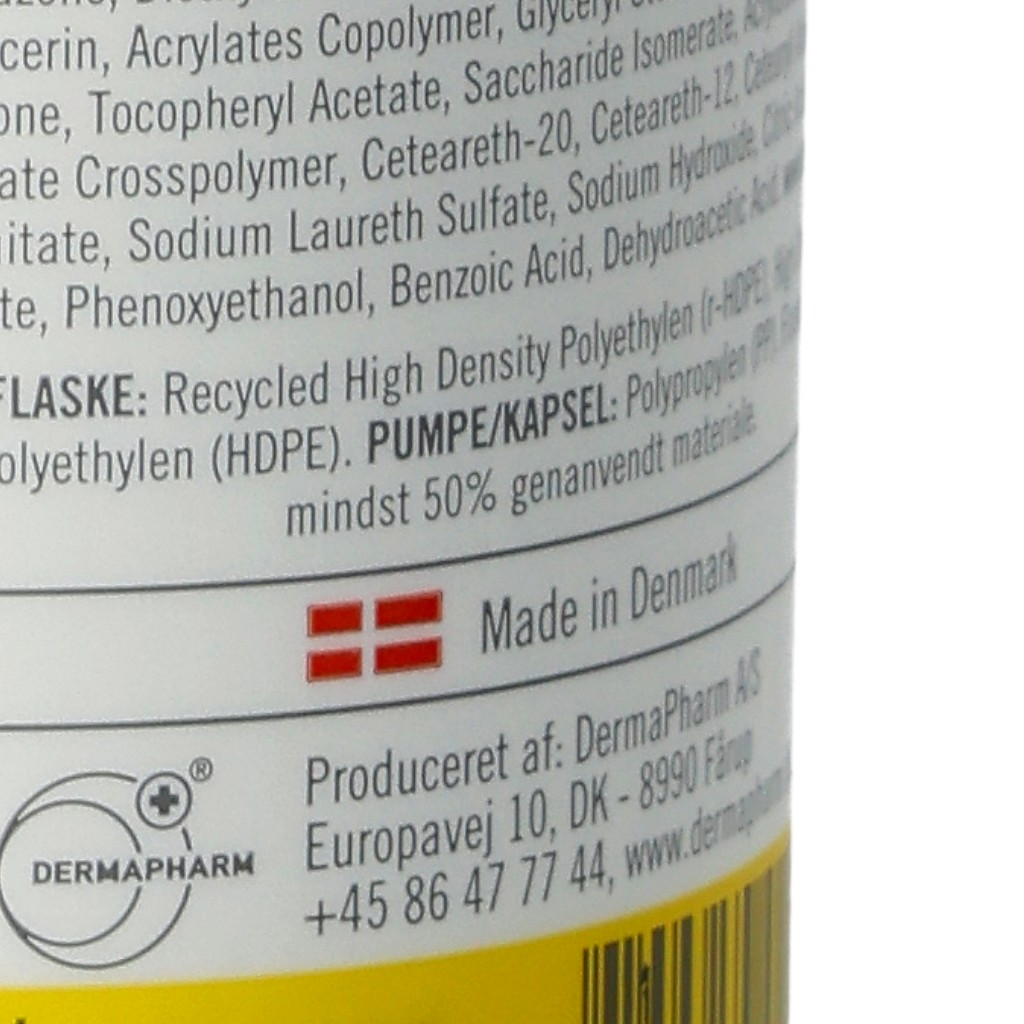 cerin, Acrylates Copolymer, Glyceryl
one, Tocopheryl Acetate, Saccharide Isomerate,
ate Crosspolymer, Ceteareth-20, Ceteareth-12,
itate, Sodium Laureth Sulfate, Sodium Hydroxide,
te, Phenoxyethanol, Benzoic Acid, Dehydroacetic Acid,
FLASKE: Recycled High Density Polyethylen (r-HDPE),
olyethylen (HDPE). PUMPE/KAPSEL: Polypropylen (PP),
mindst 50% genanvendt materiale.
Made in Denmark
®
DERMAPHARM
Produceret af: DermaPharm A/S
Europavej 10, DK - 8990 Fårup
+45 86 47 77 44, www.dermapharm